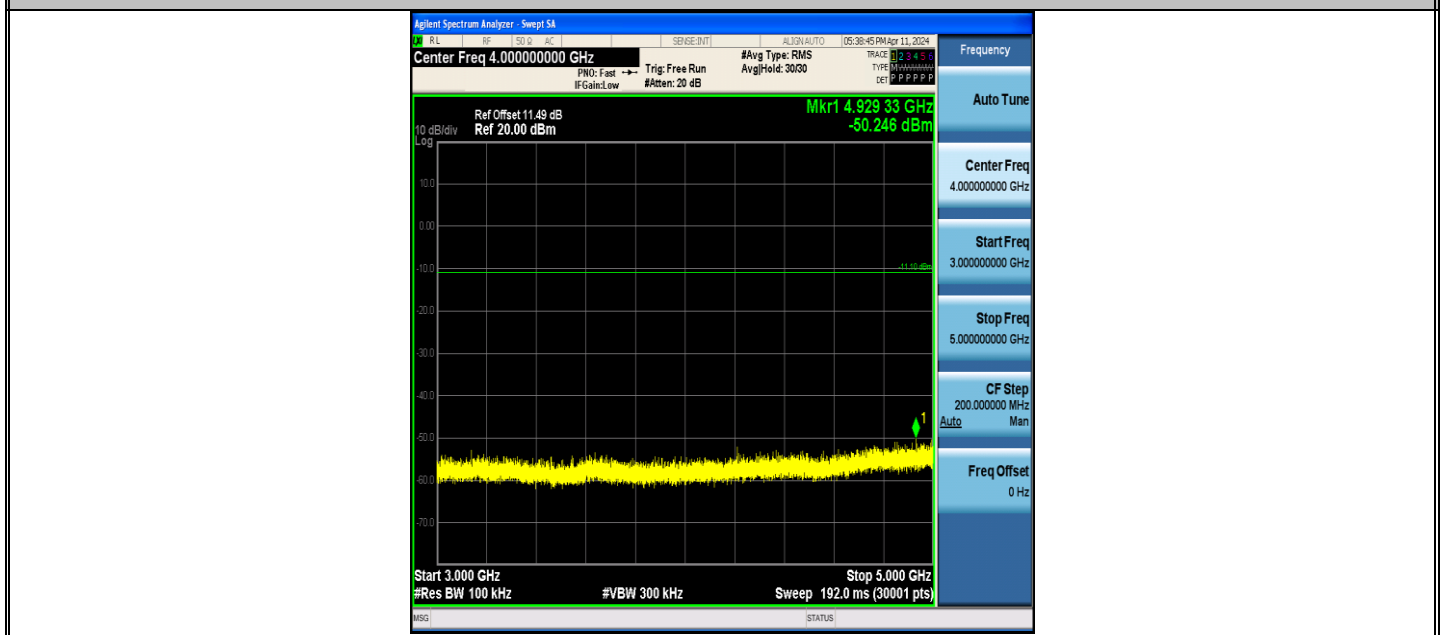 Agilent Spectrum Analyzer - Swept SA
RL RF 50 Ω AC SENSE:INT ALIGN AUTO 05:38:45 PM Apr 11, 2024
Center Freq 4.000000000 GHz
PNO: Fast
IFGain:Low
Trig: Free Run
#Atten: 20 dB
#Avg Type: RMS
Avg|Hold: 30/30
TRACE 1 2 3 4 5 6
TYPE M
DET P P P P P P
Frequency
Mkr1 4.929 33 GHz
-50.246 dBm
Ref Offset 11.49 dB
10 dB/div Ref 20.00 dBm
Log
10.0
0.00
-10.0
-11.10 dBm
-20.0
-30.0
-40.0
1
-50.0
-60.0
-70.0
Start 3.000 GHz Stop 5.000 GHz
#Res BW 100 kHz #VBW 300 kHz Sweep 192.0 ms (30001 pts)
Auto Tune
Center Freq
4.000000000 GHz
Start Freq
3.000000000 GHz
Stop Freq
5.000000000 GHz
CF Step
200.000000 MHz
Auto Man
Freq Offset
0 Hz
MSG STATUS